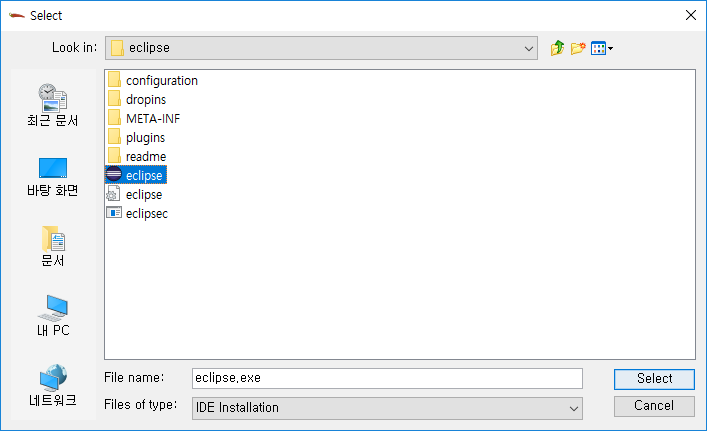 Select
Look in:
eclipse
최근 문서
바탕 화면
문서
내 PC
네트워크
configuration
dropins
META-INF
plugins
readme
eclipse
eclipse
eclipsec
File name:
eclipse.exe
Select
Files of type:
IDE Installation
Cancel